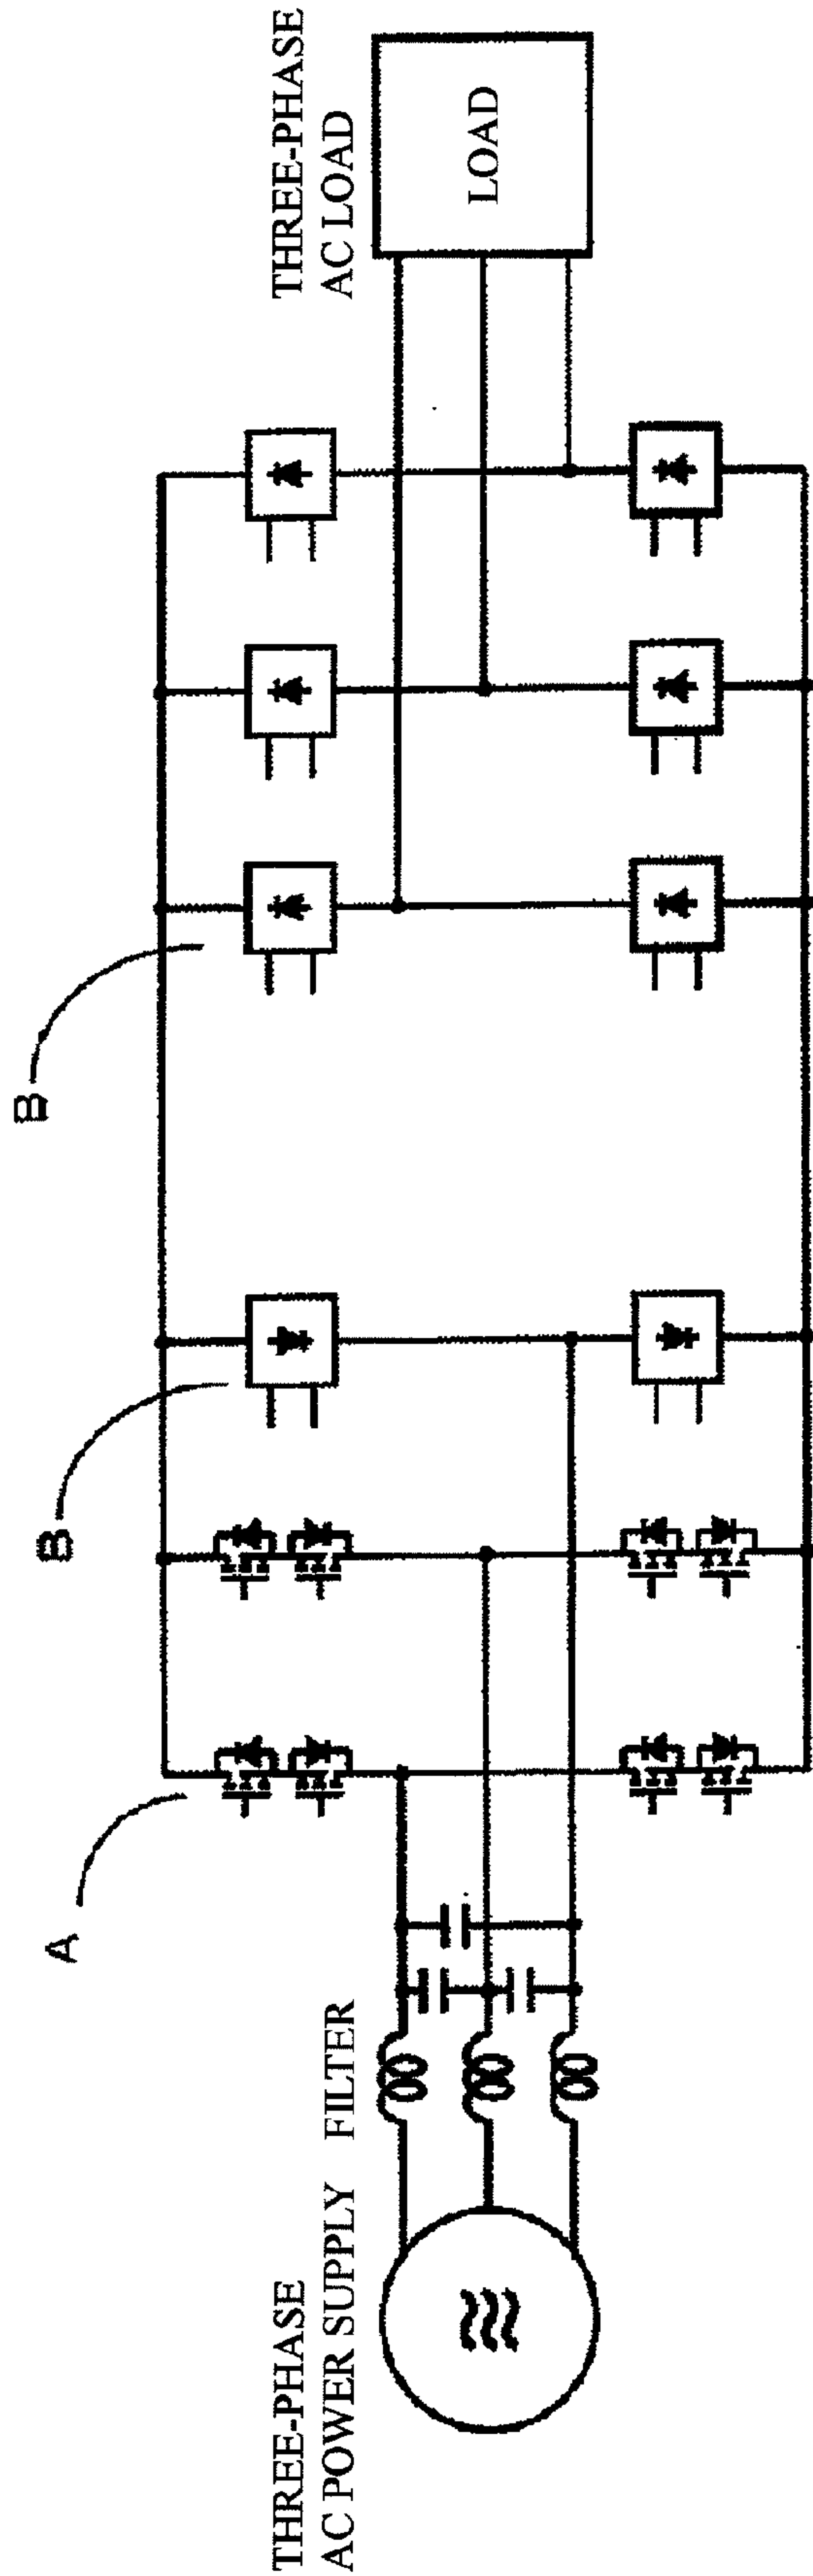 THREE-PHASE
AC POWER SUPPLY
FILTER
A
B
B
THREE-PHASE
AC LOAD
LOAD